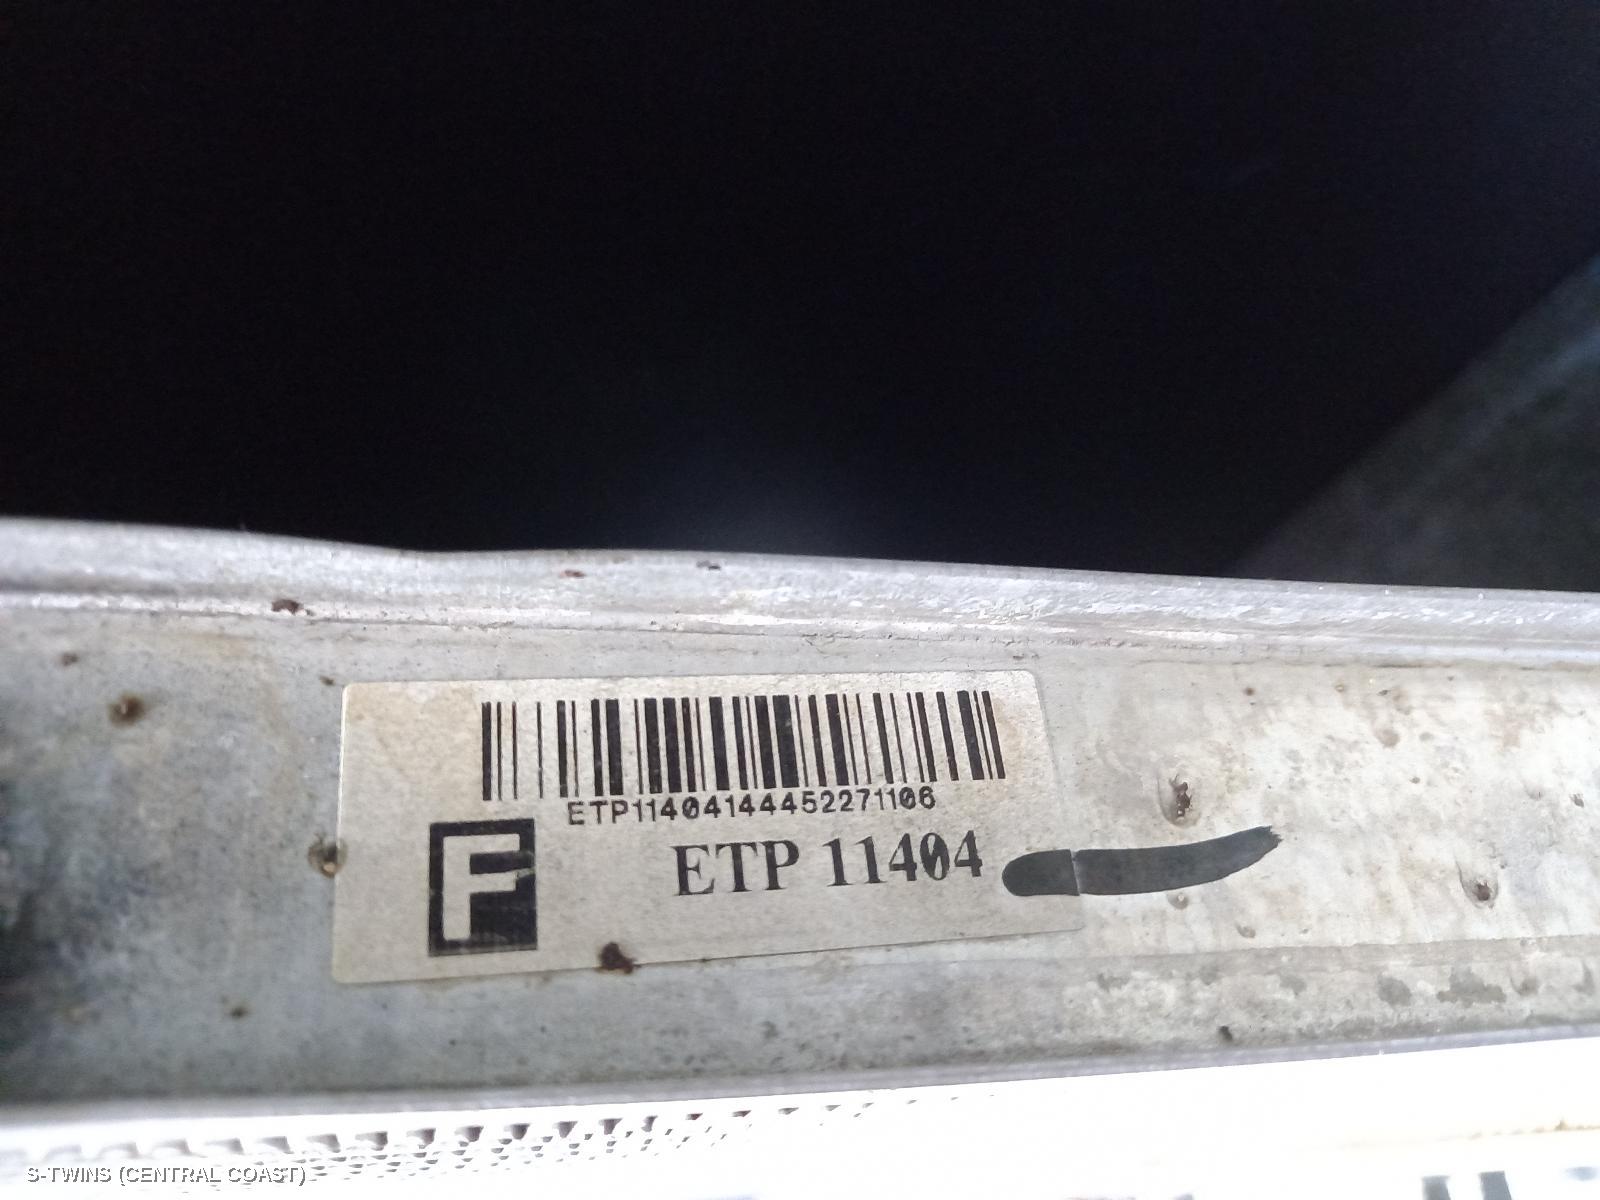 ETP11404144452271106
F
ETP 11404
S-TWINS (CENTRAL COAST)